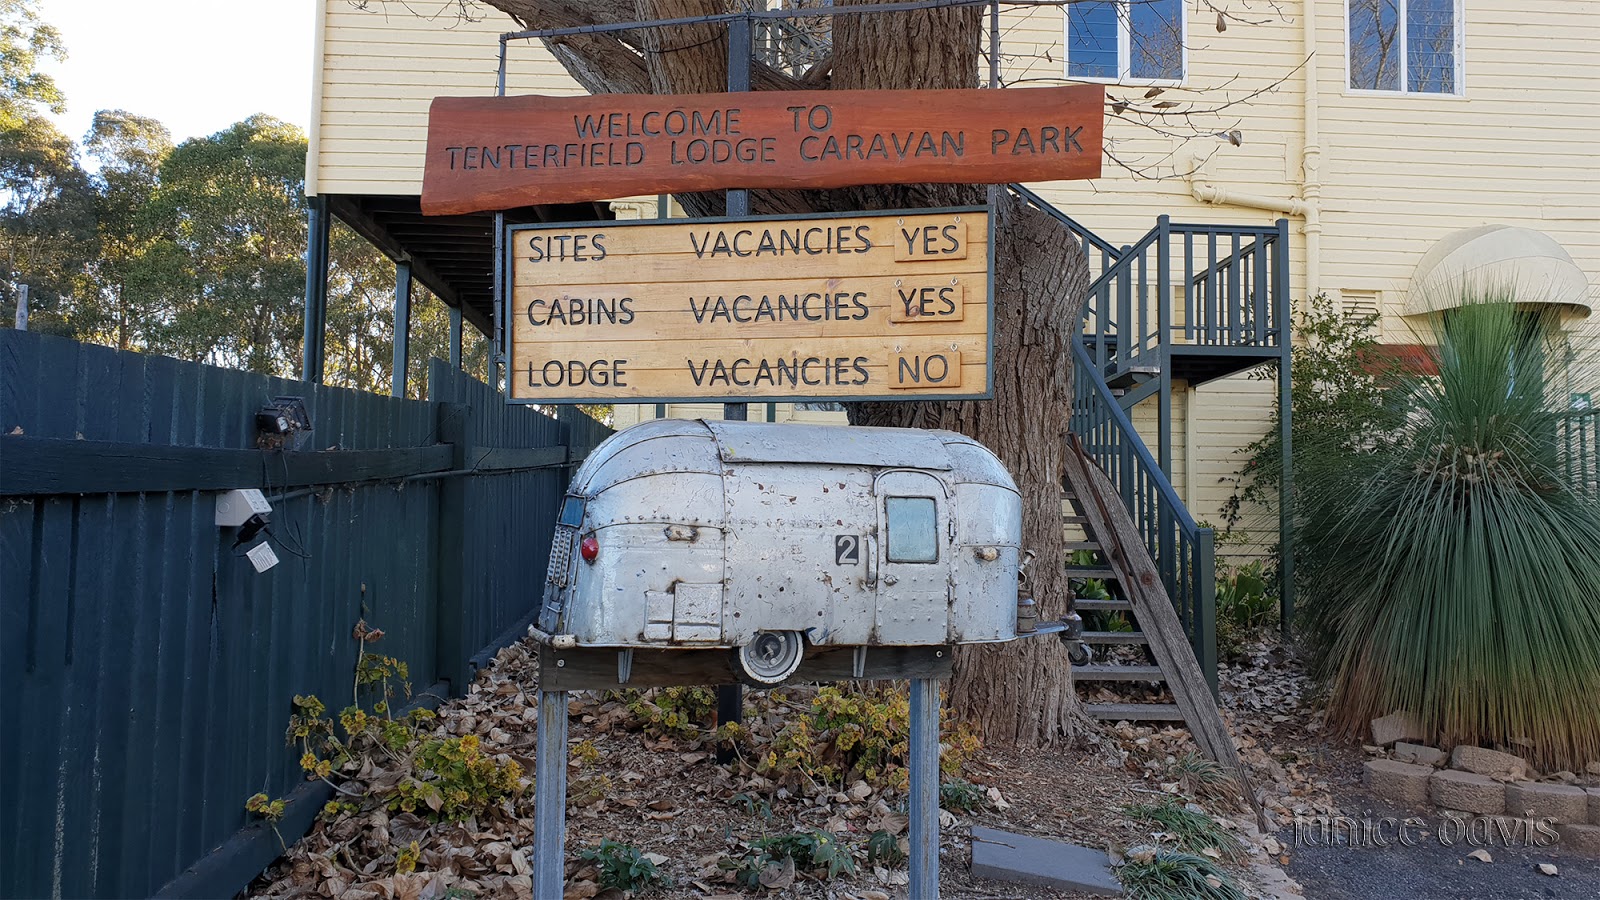 WELCOME TO
TENTERFIELD LODGE CARAVAN PARK
SITES VACANCIES YES
CABINS VACANCIES YES
LODGE VACANCIES NO
2
janice davis